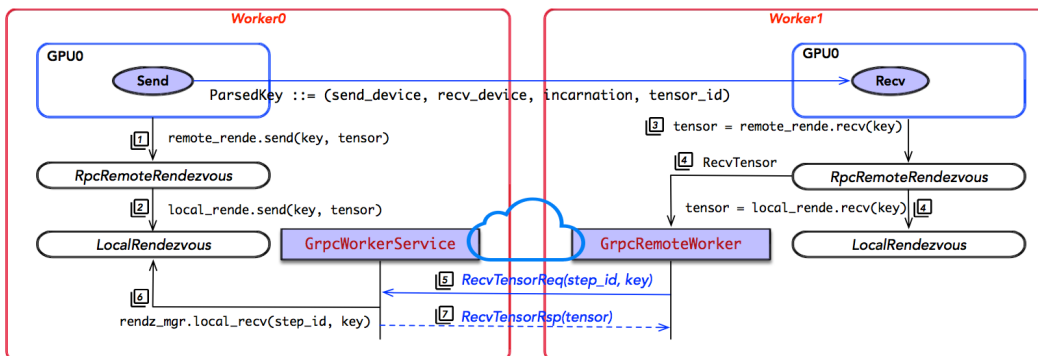 Worker0
Worker1
GPU0
GPU0
Send
Recv
ParsedKey ::= (send_device, recv_device, incarnation, tensor_id)
1 remote_rende.send(key, tensor)
3 tensor = remote_rende.recv(key)
4 RecvTensor
RpcRemoteRendezvous
RpcRemoteRendezvous
2 local_rende.send(key, tensor)
tensor = local_rende.recv(key) 4
LocalRendezvous
GrpcWorkerService
GrpcRemoteWorker
LocalRendezvous
5 RecvTensorReq(step_id, key)
6
rendz_mgr.local_recv(step_id, key)
7 RecvTensorRsp(tensor)